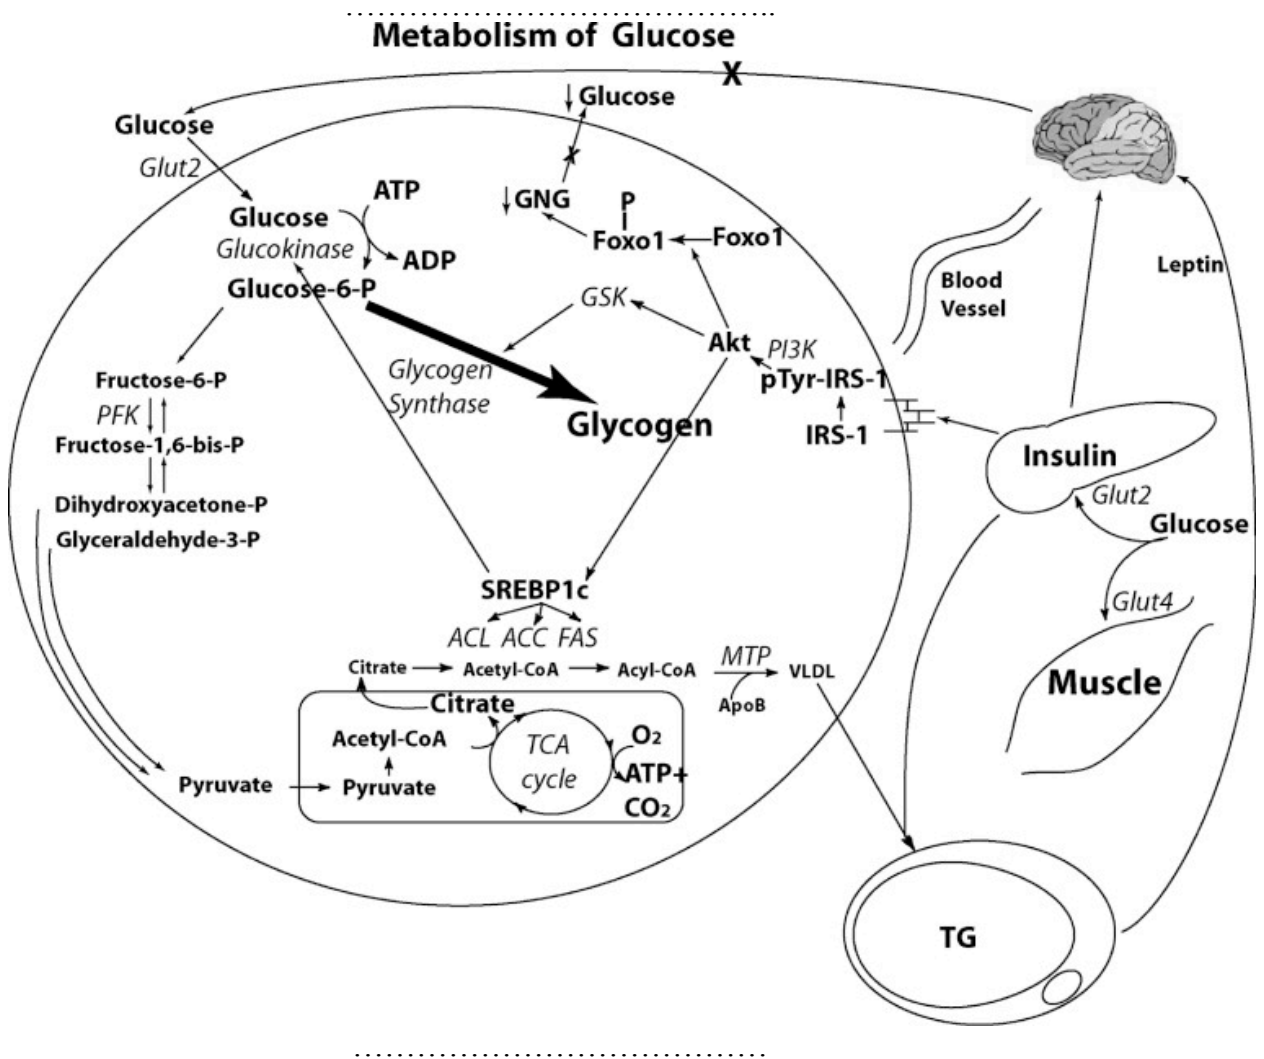 Metabolism of Glucose
X
Glucose
Glucose
Glut2
ATP
GNG
P
Glucose
Foxo1
Foxo1
Glucokinase
ADP
Leptin
Glucose-6-P
GSK
Blood
Vessel
Akt
PI3K
Glycogen
Synthase
Fructose-6-P
pTyr-IRS-1
PFK
Glycogen
IRS-1
Fructose-1,6-bis-P
Insulin
Glut2
Dihydroxyacetone-P
Glucose
Glyceraldehyde-3-P
SREBP1c
Glut4
ACL ACC FAS
Citrate
Acetyl-CoA
Acyl-CoA
MTP
VLDL
ApoB
Muscle
Citrate
Acetyl-CoA
TCA
cycle
O2
ATP+
CO2
Pyruvate
Pyruvate
TG